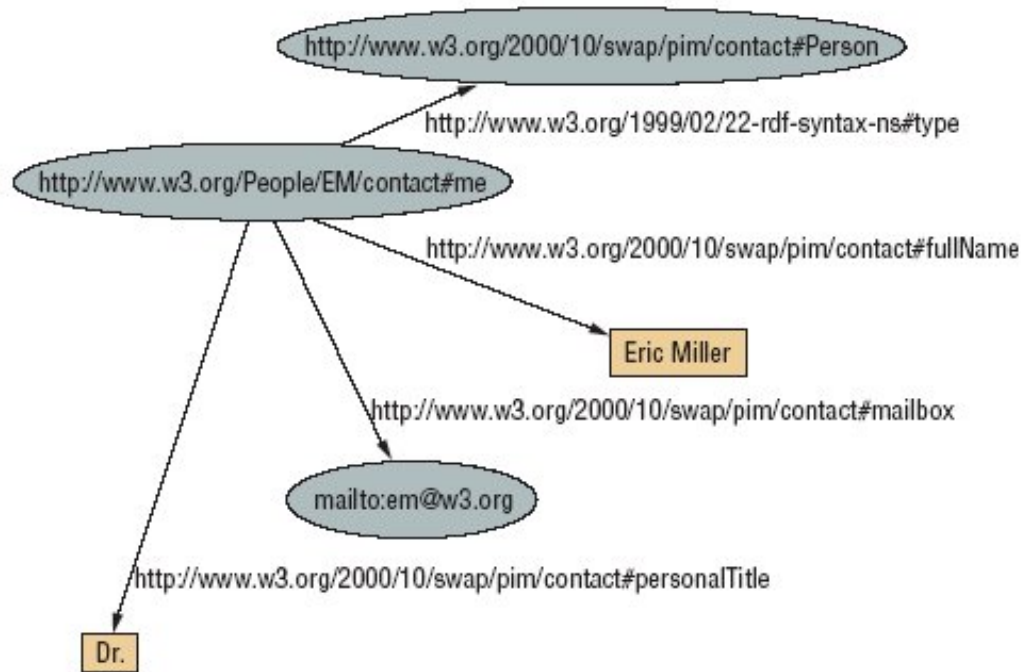 http://www.w3.org/2000/10/swap/pim/contact#Person
http://www.w3.org/1999/02/22-rdf-syntax-ns#type
http://www.w3.org/People/EM/contact#me
http://www.w3.org/2000/10/swap/pim/contact#fullName
Eric Miller
http://www.w3.org/2000/10/swap/pim/contact#mailbox
mailto:em@w3.org
http://www.w3.org/2000/10/swap/pim/contact#personalTitle
Dr.